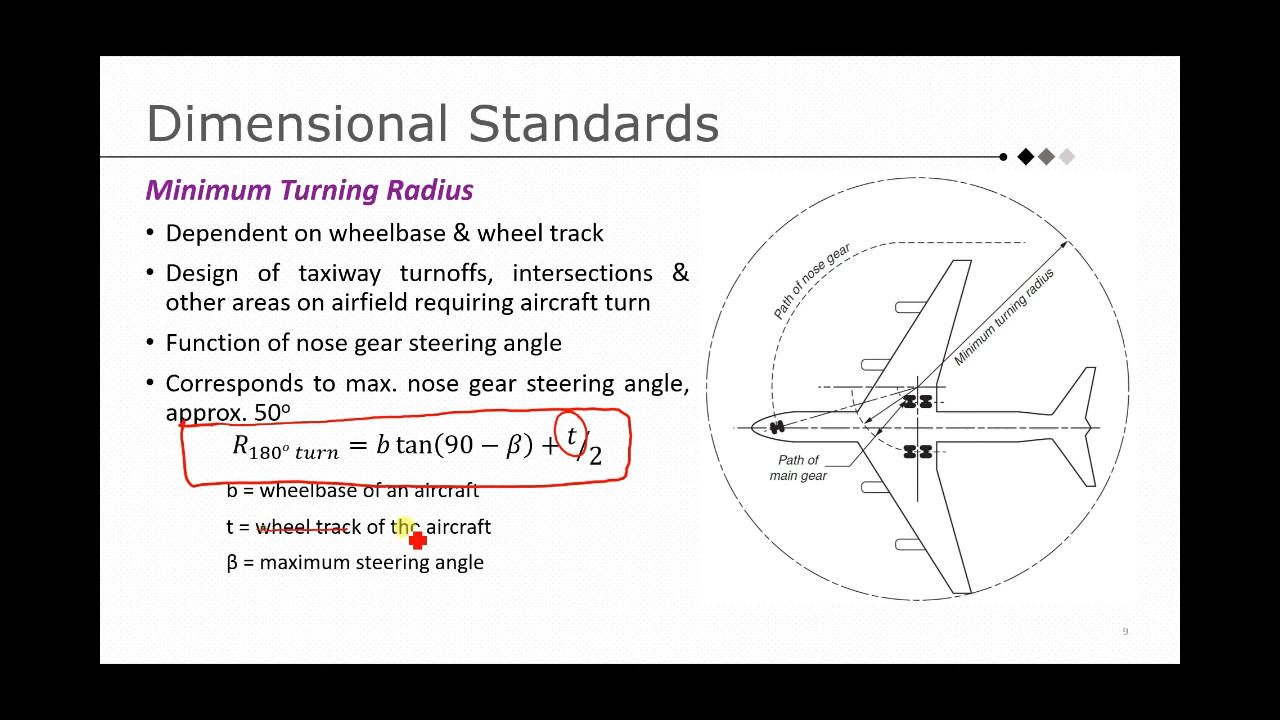 Dimensional Standards
Minimum Turning Radius
• Dependent on wheelbase & wheel track
• Design of taxiway turnoffs, intersections &
other areas on airfield requiring aircraft turn
• Function of nose gear steering angle
• Corresponds to max. nose gear steering angle,
approx. 50º
R180º turn = b tan(90 − β) + t/2
b = wheelbase of an aircraft
t = wheel track of the aircraft
β = maximum steering angle
Path of nose gear
Minimum turning radius
Path of
main gear
9